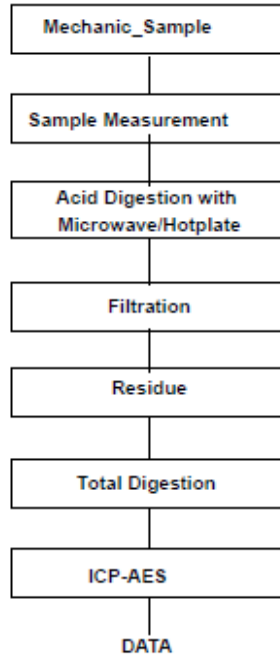 Mechanic_Sample
Sample Measurement
Acid Digestion with
Microwave/Hotplate
Filtration
Residue
Total Digestion
ICP-AES
DATA